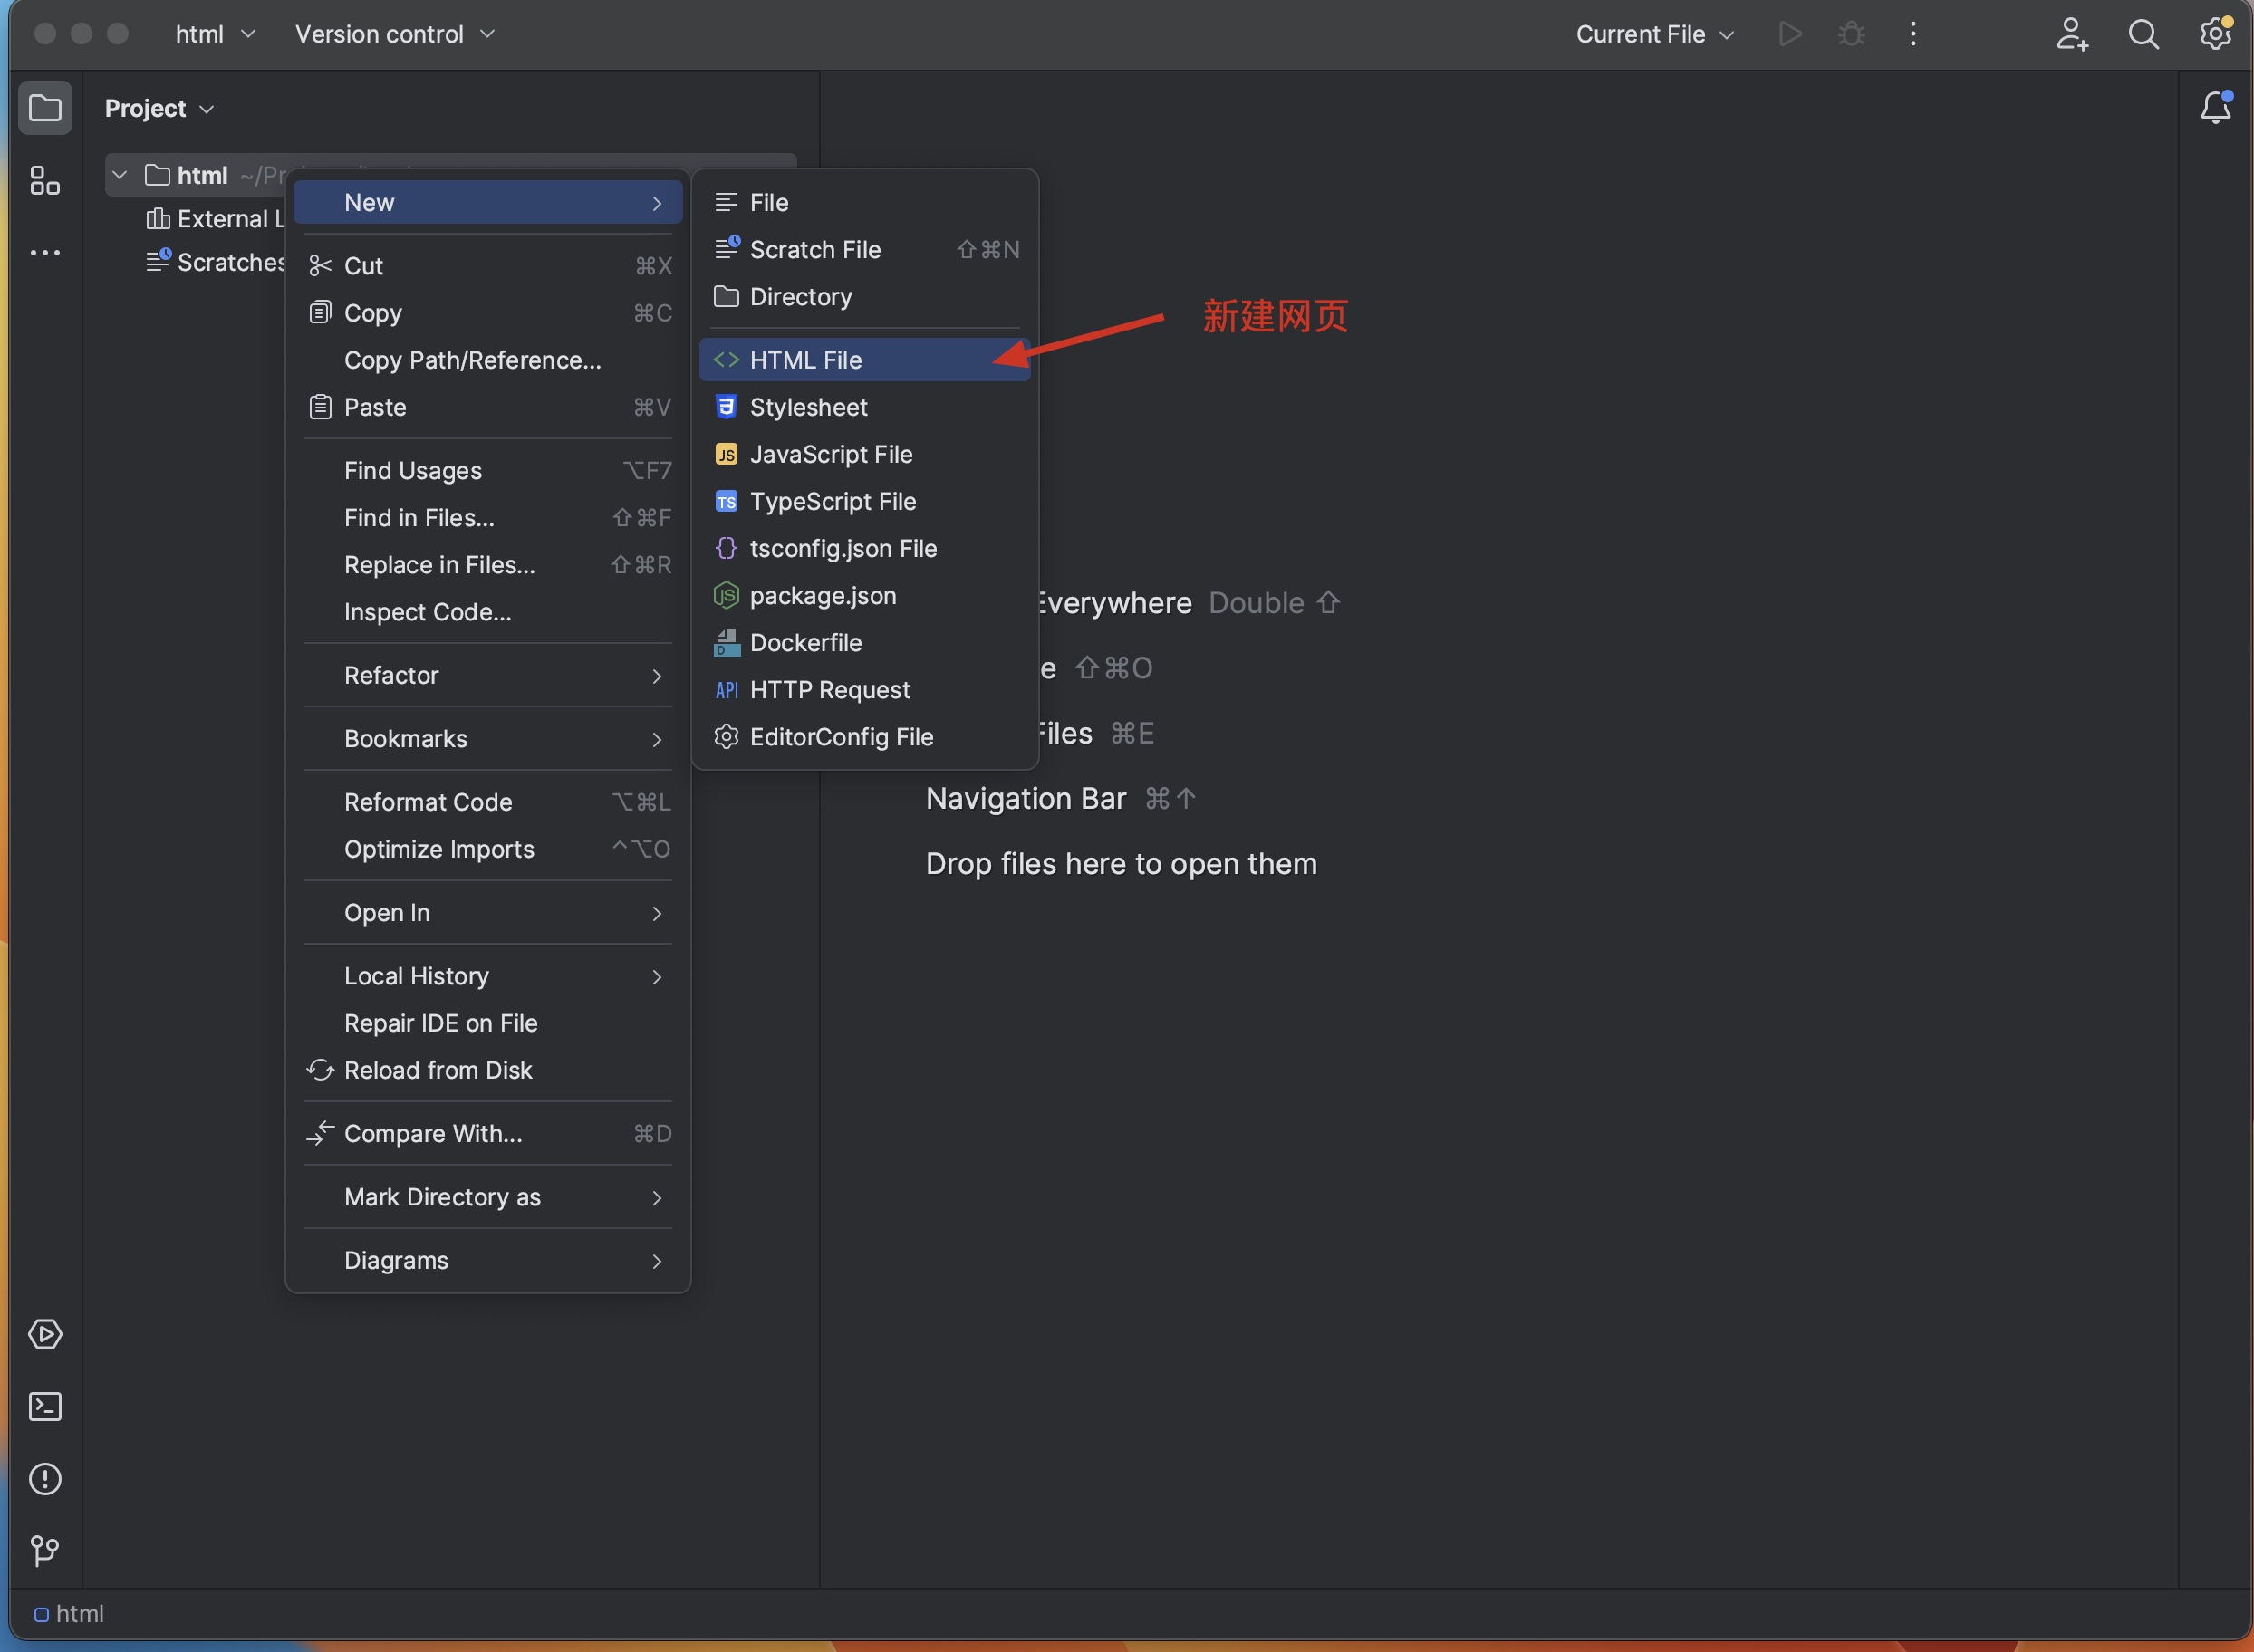 html
Version control
Current File
Project
html ~/Pr
External L
Scratches
New
Cut ⌘X
Copy ⌘C
Copy Path/Reference...
Paste ⌘V
Find Usages ⌥F7
Find in Files... ⇧⌘F
Replace in Files... ⇧⌘R
Inspect Code...
Refactor
Bookmarks
Reformat Code ⌥⌘L
Optimize Imports ^⌥O
Open In
Local History
Repair IDE on File
Reload from Disk
Compare With... ⌘D
Mark Directory as
Diagrams
File
Scratch File ⇧⌘N
Directory
HTML File
Stylesheet
JS JavaScript File
TS TypeScript File
{} tsconfig.json File
JS package.json
D Dockerfile
API HTTP Request
EditorConfig File
新建网页
Everywhere Double ⇧
e ⇧⌘O
Files ⌘E
Navigation Bar ⌘↑
Drop files here to open them
html